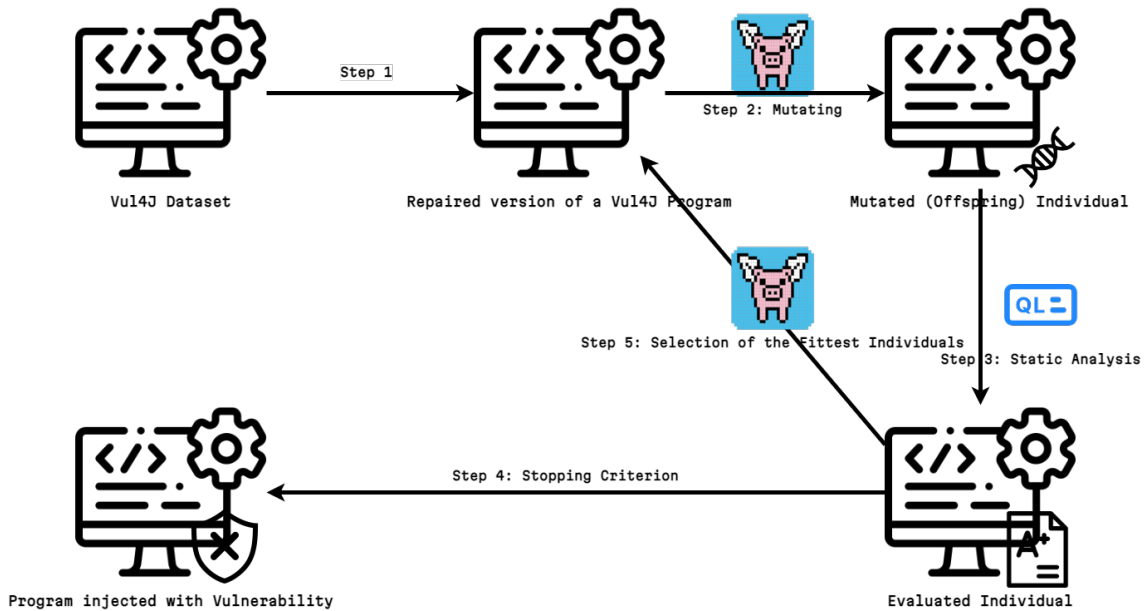 Step 1
Step 2: Mutating
Vul4J Dataset
Repaired version of a Vul4J Program
Mutated (Offspring) Individual
QL
Step 5: Selection of the Fittest Individuals
Step 3: Static Analysis
Step 4: Stopping Criterion
A+
Program injected with Vulnerability
Evaluated Individual